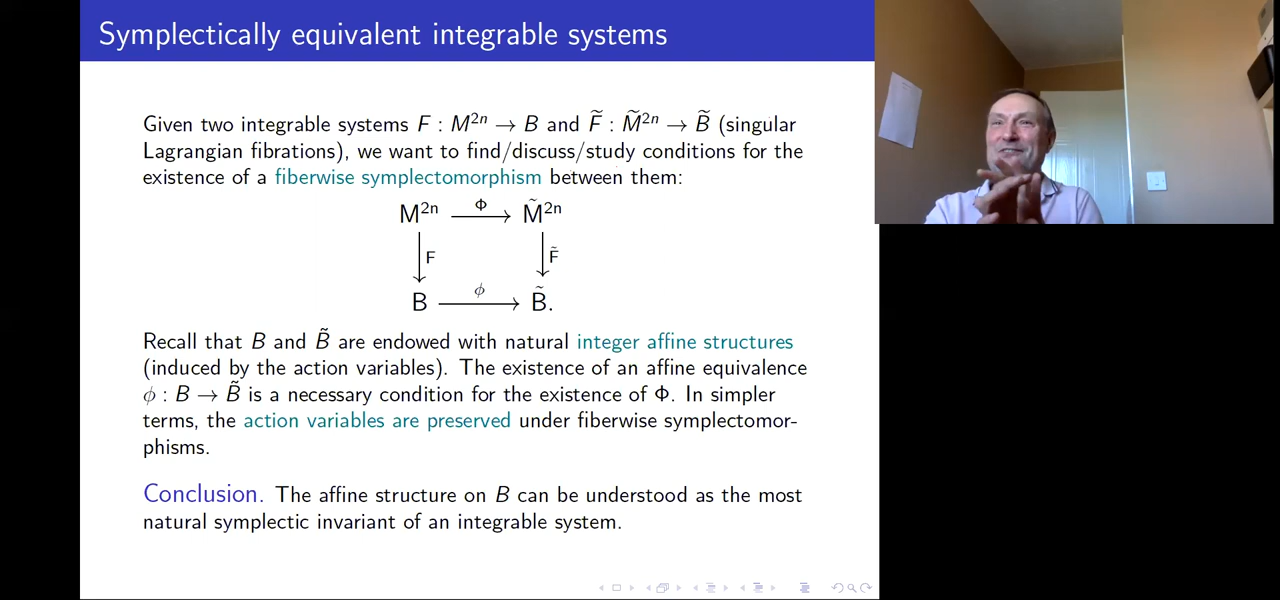 Symplectically equivalent integrable systems
Given two integrable systems F : M²ⁿ → B and F̃ : M̃²ⁿ → B̃ (singular
Lagrangian fibrations), we want to find/discuss/study conditions for the
existence of a fiberwise symplectomorphism between them:
M²ⁿ Φ→ M̃²ⁿ
↓F ↓F̃
B ϕ→ B̃.
Recall that B and B̃ are endowed with natural integer affine structures
(induced by the action variables). The existence of an affine equivalence
ϕ : B → B̃ is a necessary condition for the existence of Φ. In simpler
terms, the action variables are preserved under fiberwise symplectomor-
phisms.
Conclusion. The affine structure on B can be understood as the most
natural symplectic invariant of an integrable system.